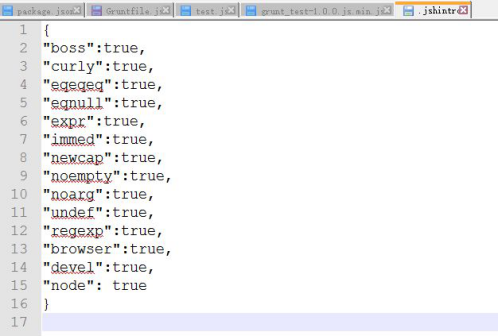 package.json Gruntfile.js test.js grunt_test-1.0.0.js.min.js .jshintrc
1 {
2 "boss":true,
3 "curly":true,
4 "eqeqeq":true,
5 "eqnull":true,
6 "expr":true,
7 "immed":true,
8 "newcap":true,
9 "noempty":true,
10 "noarg":true,
11 "undef":true,
12 "regexp":true,
13 "browser":true,
14 "devel":true,
15 "node": true
16 }
17